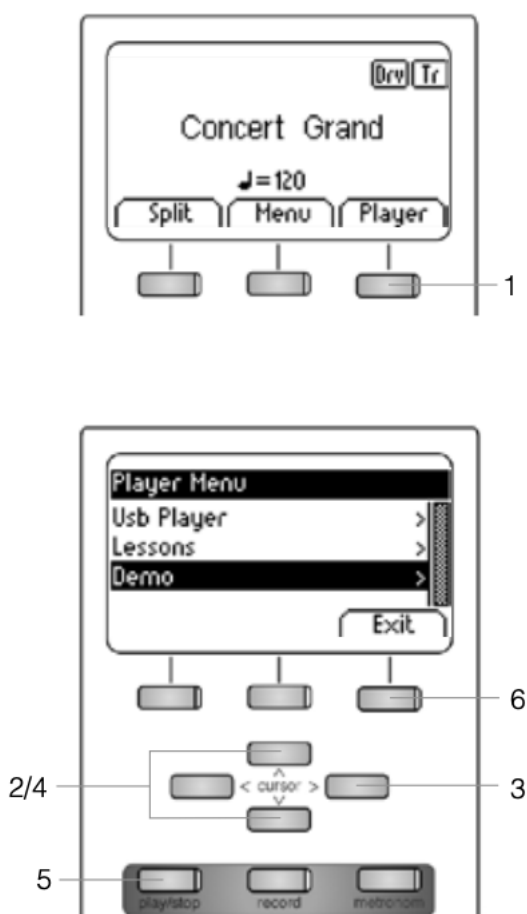 Drv Tr
Concert Grand
♩=120
Split Menu Player
1
Player Menu
Usb Player >
Lessons >
Demo >
Exit
6
2/4
< cursor >
3
5
play/stop record metronom